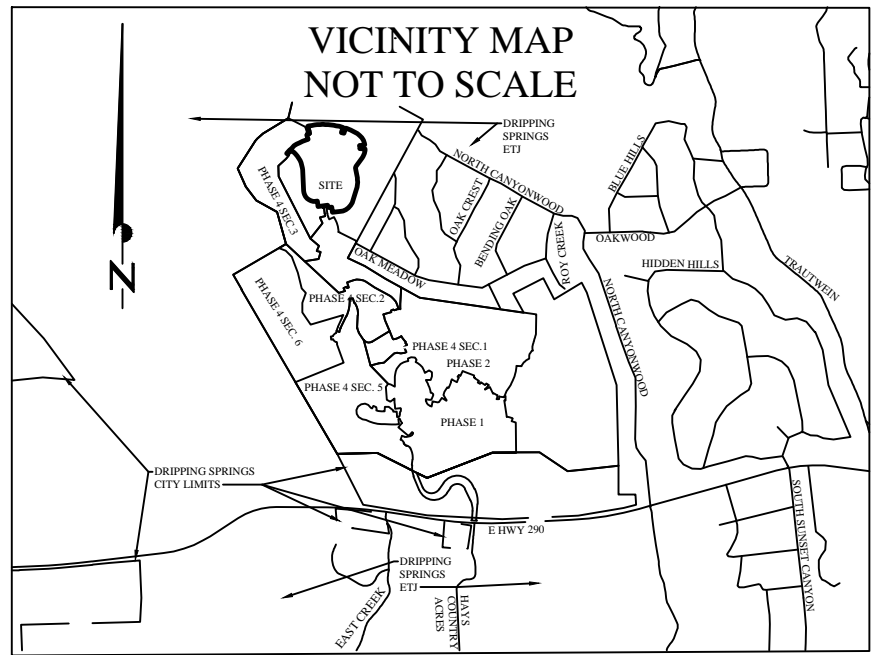 VICINITY MAP
NOT TO SCALE
DRIPPING
SPRINGS
ETJ
NORTH CANYONWOOD
BLUE HILLS
PHASE 4 SEC.3
SITE
OAK CREST
BENDING OAK
ROY CREEK
OAKWOOD
OAK MEADOW
HIDDEN HILLS
TRAUTWEIN
N
PHASE 4 SEC. 6
PHASE 4 SEC.2
NORTH CANYONWOOD
PHASE 4 SEC.1
PHASE 2
PHASE 4 SEC. 5
PHASE 1
DRIPPING SPRINGS
CITY LIMITS
SOUTH SUNSET CANYON
E HWY 290
DRIPPING
SPRINGS
ETJ
EAST CREEK
HAYS
COUNTRY
ACRES